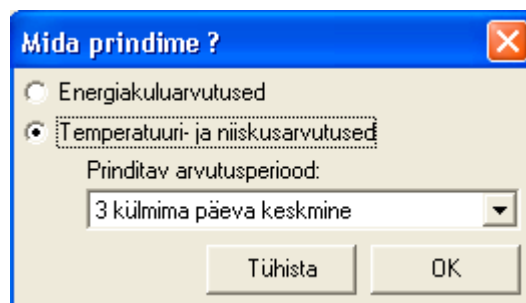 Mida prindime ?
Energiakuluarvutused
Temperatuuri- ja niiskusarvutused
Prinditav arvutusperiood:
3 külmima päeva keskmine
Tühista OK